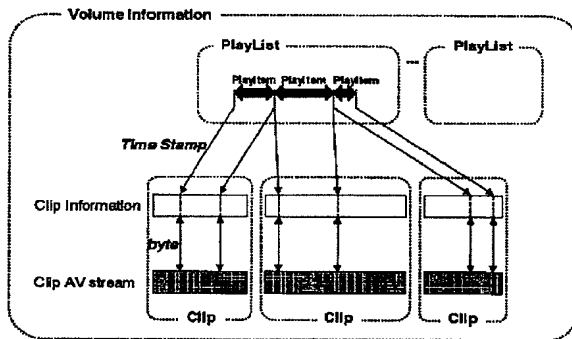 Volume Information
PlayList
...
PlayList
PlayItem PlayItem PlayItem
Time Stamp
Clip Information
byte
Clip AV stream
Clip
Clip
Clip